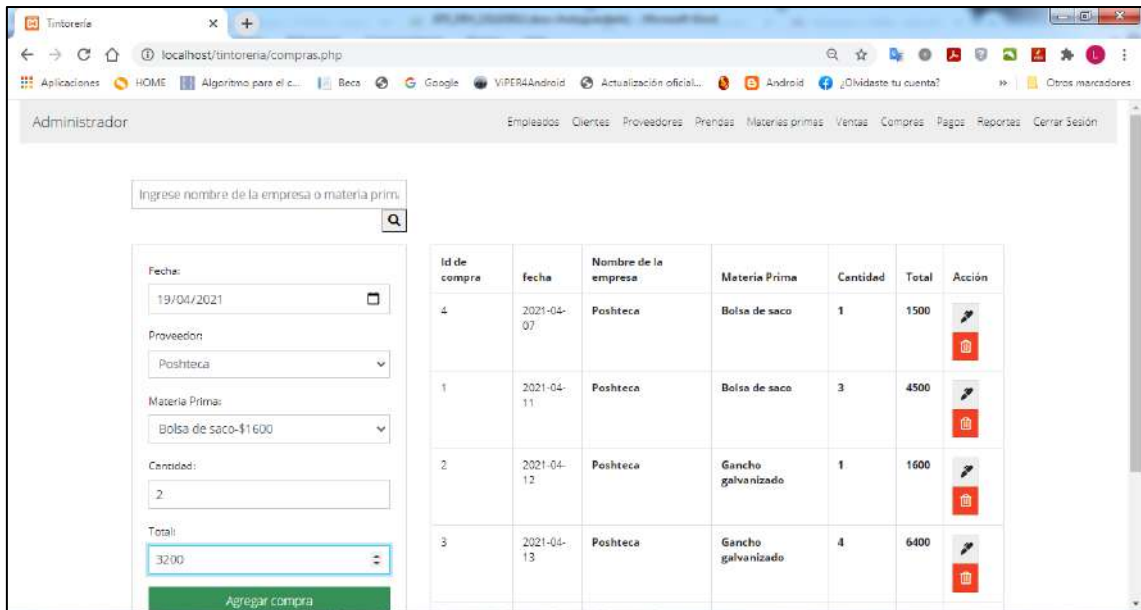 Tintorería
localhost/tintoreria/compras.php
Aplicaciones HOME Algoritmo para el c... Beca Google ViPER4Android Actualización oficial... Android ¿Olvidaste tu cuenta? » Otros marcadores
Administrador Empleados Clientes Proveedores Prendas Materias primas Ventas Compras Pagos Reportes Cerrar Sesión
Ingrese nombre de la empresa o materia prim
Fecha:
19/04/2021
Proveedor:
Poshteca
Materia Prima:
Bolsa de saco-$1600
Cantidad:
2
Total:
3200
Agregar compra
Id de compra fecha Nombre de la empresa Materia Prima Cantidad Total Acción
4 2021-04-07 Poshteca Bolsa de saco 1 1500
1 2021-04-11 Poshteca Bolsa de saco 3 4500
2 2021-04-12 Poshteca Gancho galvanizado 1 1600
3 2021-04-13 Poshteca Gancho galvanizado 4 6400